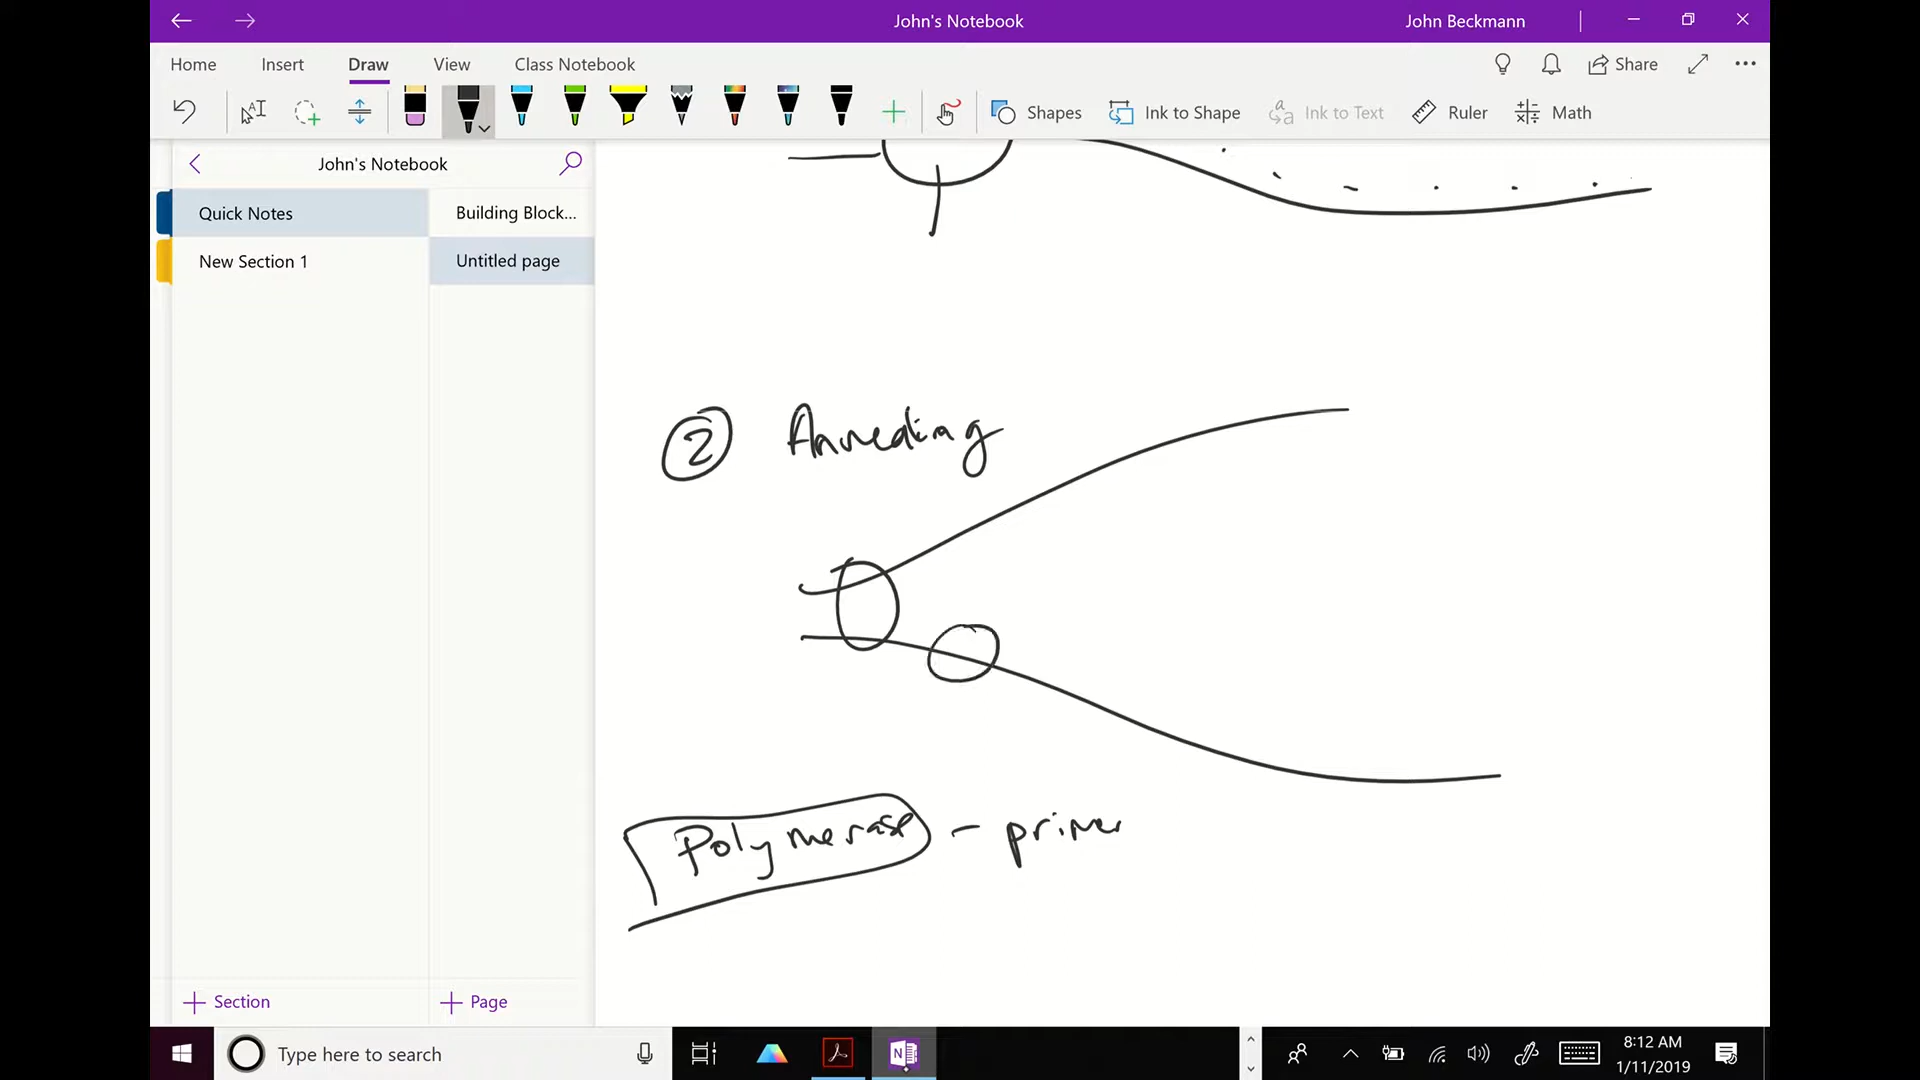 John's Notebook
John Beckmann
Home Insert Draw View Class Notebook
Share
Shapes Ink to Shape Ink to Text Ruler Math
John's Notebook
Quick Notes
Building Block...
New Section 1
Untitled page
② Annealing
Polymerase - primer
Section
Page
Type here to search
8:12 AM
1/11/2019